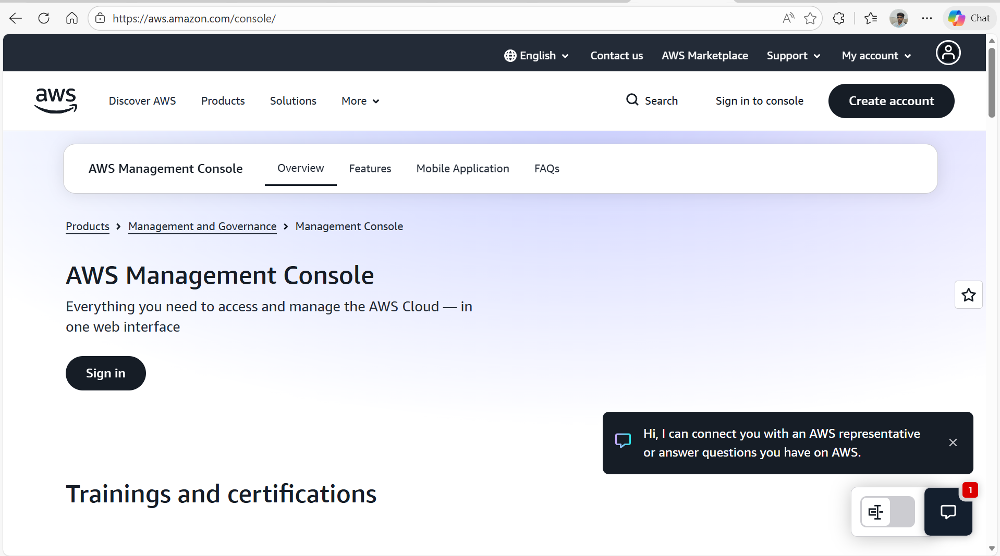 https://aws.amazon.com/console/
Chat
English
Contact us
AWS Marketplace
Support
My account
aws
Discover AWS
Products
Solutions
More
Search
Sign in to console
Create account
AWS Management Console
Overview
Features
Mobile Application
FAQs
Products > Management and Governance > Management Console
AWS Management Console
Everything you need to access and manage the AWS Cloud — in
one web interface
Sign in
Hi, I can connect you with an AWS representative
or answer questions you have on AWS.
Trainings and certifications
1